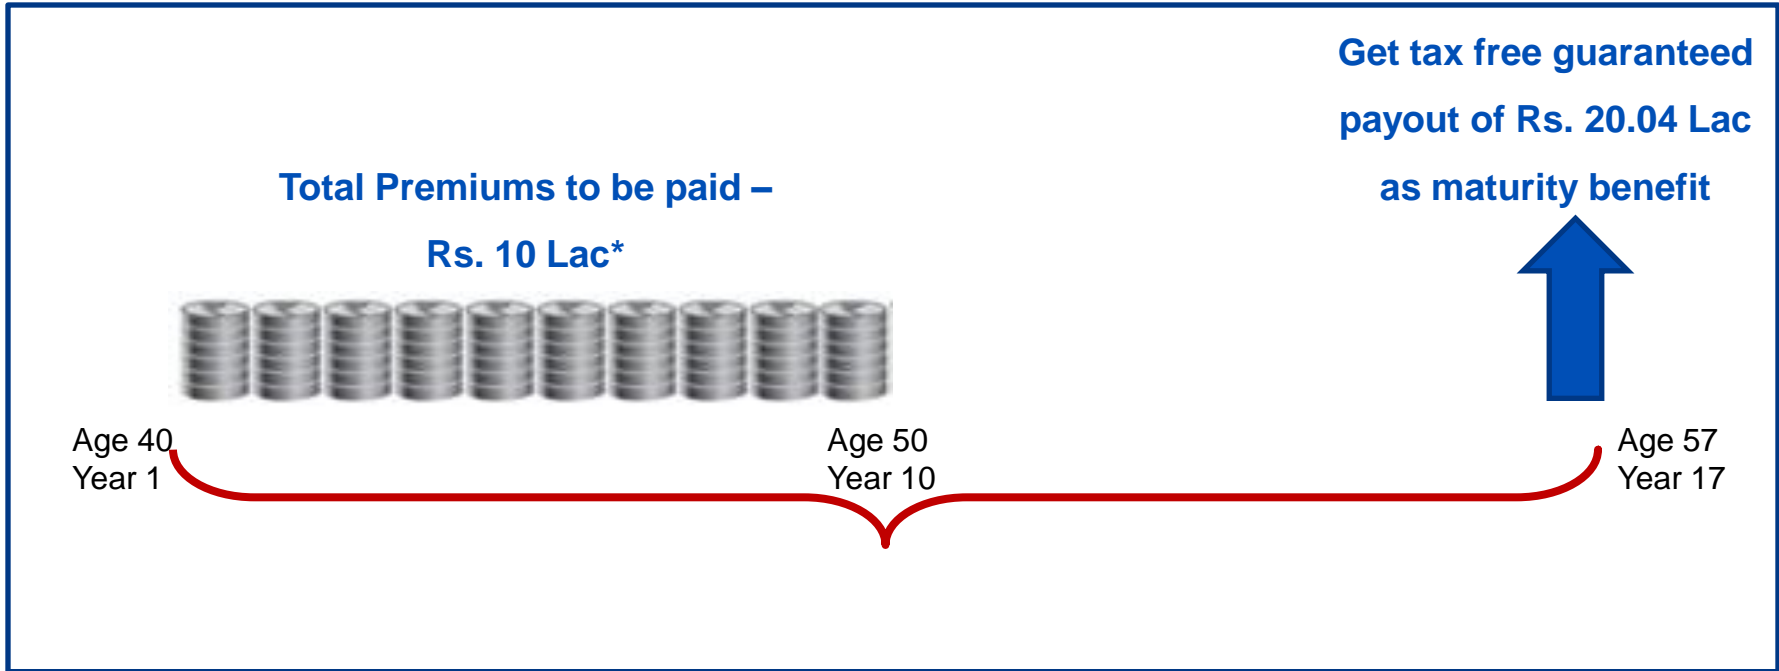 Get tax free guaranteed
payout of Rs. 20.04 Lac
as maturity benefit
Total Premiums to be paid –
Rs. 10 Lac*
Age 40
Year 1
Age 50
Year 10
Age 57
Year 17